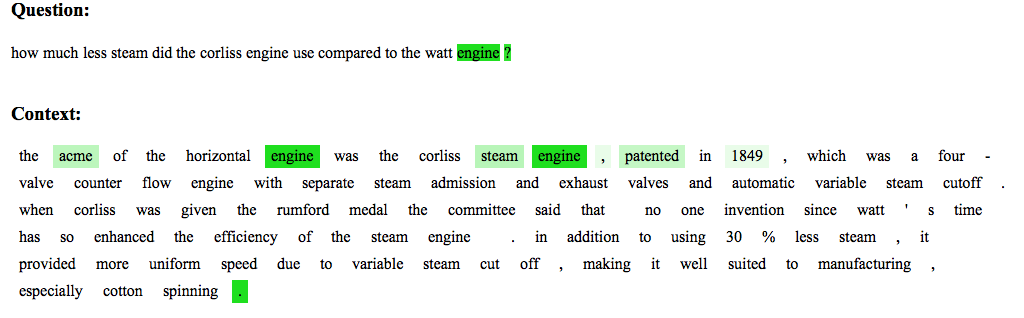 Question:
how much less steam did the corliss engine use compared to the watt engine ?
Context:
the acme of the horizontal engine was the corliss steam engine , patented in 1849 , which was a four -
valve counter flow engine with separate steam admission and exhaust valves and automatic variable steam cutoff .
when corliss was given the rumford medal the committee said that no one invention since watt ' s time
has so enhanced the efficiency of the steam engine . in addition to using 30 % less steam , it
provided more uniform speed due to variable steam cut off , making it well suited to manufacturing ,
especially cotton spinning .